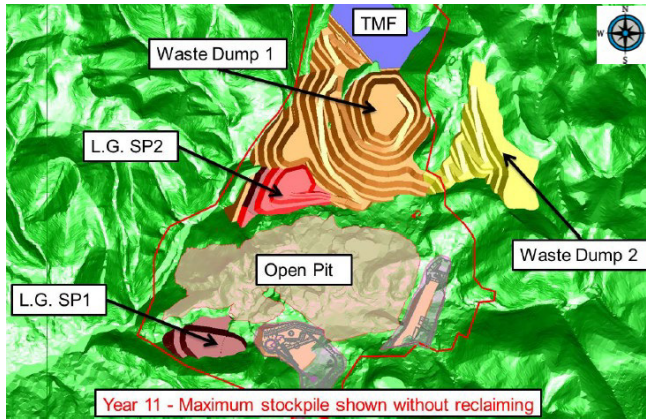 TMF
N
W
E
S
Waste Dump 1
L.G. SP2
Waste Dump 2
Open Pit
L.G. SP1
Year 11 - Maximum stockpile shown without reclaiming